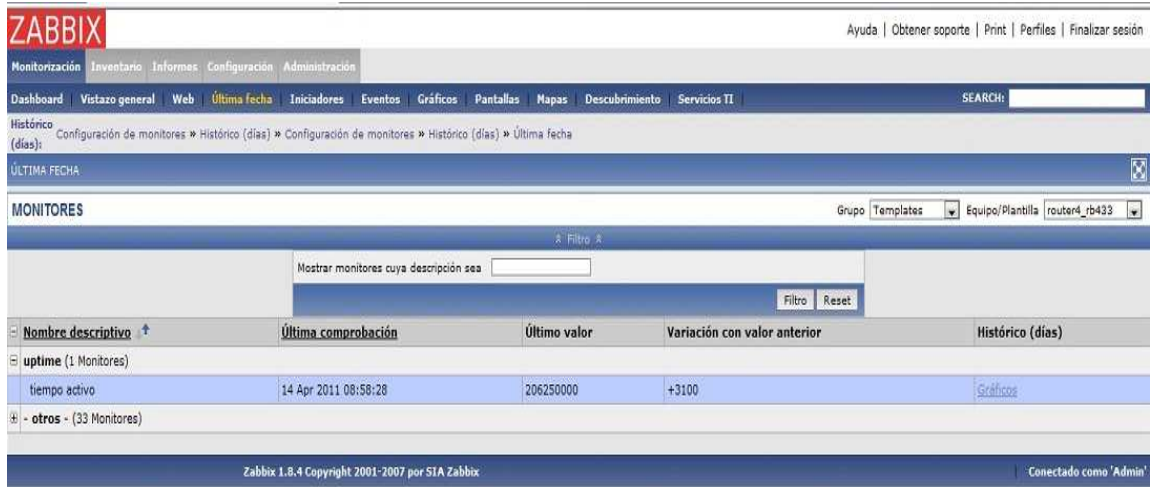 ZABBIX
Ayuda | Obtener soporte | Print | Perfiles | Finalizar sesión
Monitorización Inventario Informes Configuración Administración
Dashboard | Vistazo general | Web | Última fecha | Iniciadores | Eventos | Gráficos | Pantallas | Mapas | Descubrimiento | Servicios TI | SEARCH:
Histórico (días): Configuración de monitores » Histórico (días) » Configuración de monitores » Histórico (días) » Última fecha
ÚLTIMA FECHA
MONITORES Grupo Templates Equipo/Plantilla router4_rb433
Filtro
Mostrar monitores cuya descripción sea
Filtro Reset
Nombre descriptivo Última comprobación Último valor Variación con valor anterior Histórico (días)
uptime (1 Monitores)
tiempo activo 14 Apr 2011 08:58:28 206250000 +3100 Gráficos
- otros - (33 Monitores)
Zabbix 1.8.4 Copyright 2001-2007 por SIA Zabbix Conectado como 'Admin'